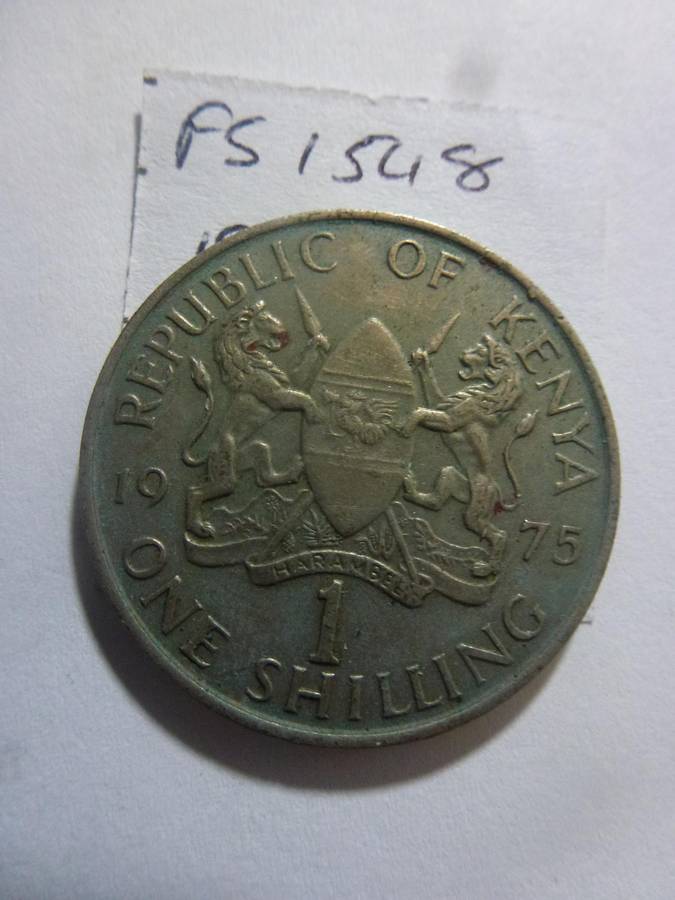 FS 1548
REPUBLIC OF KENYA
19 75
HARAMBEE
1
ONE SHILLING